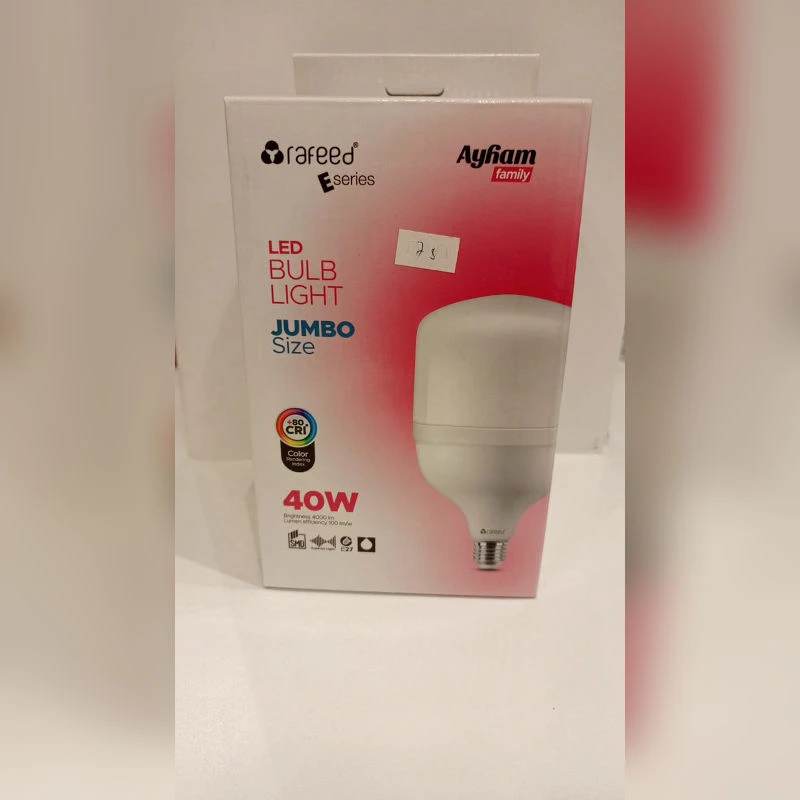 rafeed®
E series
Ayham
family
LED
BULB
LIGHT
JUMBO
Size
+80
CRI
Color
Rendering
Index
40W
Brightness 4000 lm
Lumen efficiency 100 lm/w
SMD
E27
rafeed